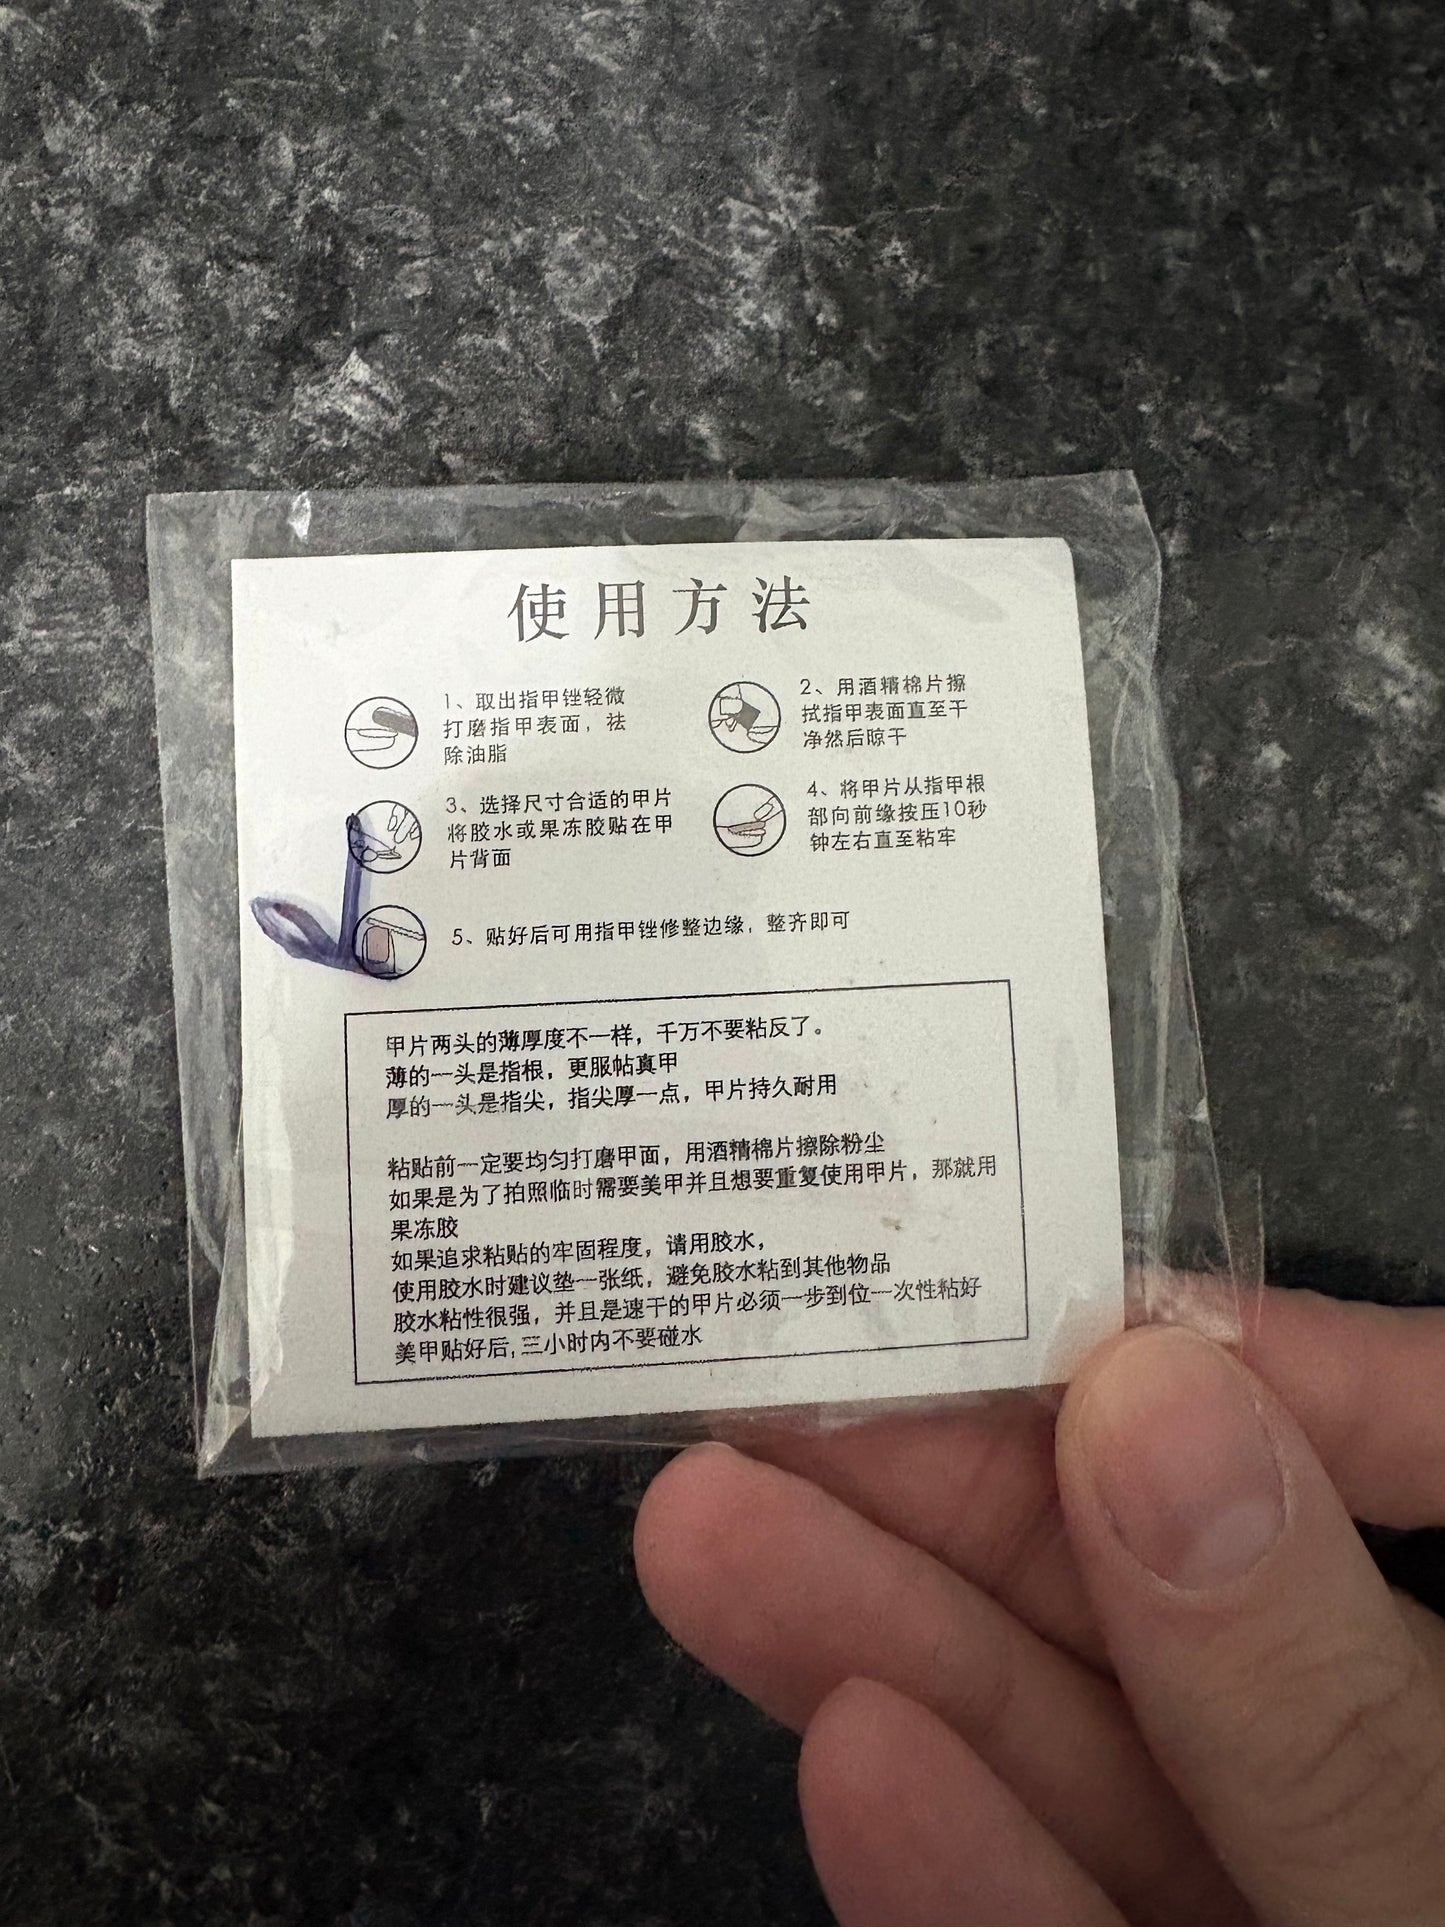 使用方法
1、取出指甲锉轻微
打磨指甲表面，祛
除油脂
2、用酒精棉片擦
拭指甲表面直至干
净然后晾干
3、选择尺寸合适的甲片
将胶水或果冻胶贴在甲
片背面
4、将甲片从指甲根
部向前缘按压10秒
钟左右直至粘牢
5、贴好后可用指甲锉修整边缘，整齐即可
甲片两头的薄厚度不一样，千万不要粘反了。
薄的一头是指根，更服帖真甲
厚的一头是指尖，指尖厚一点，甲片持久耐用
粘贴前一定要均匀打磨甲面，用酒精棉片擦除粉尘
如果是为了拍照临时需要美甲并且想要重复使用甲片，那就用
果冻胶
如果追求粘贴的牢固程度，请用胶水，
使用胶水时建议垫一张纸，避免胶水粘到其他物品
胶水粘性很强，并且是速干的甲片必须一步到位一次性粘好
美甲贴好后，三小时内不要碰水